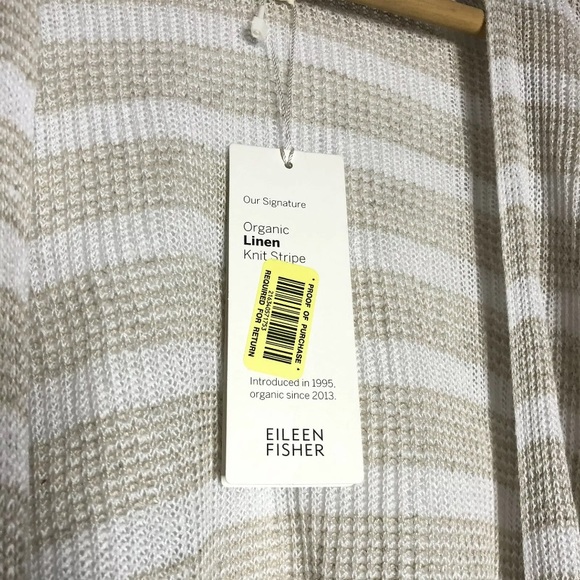 Our Signature
Organic
Linen
Knit Stripe
* PROOF OF PURCHASE *
REQUIRED FOR RETURN
Introduced in 1995.
organic since 2013.
EILEEN
FISHER